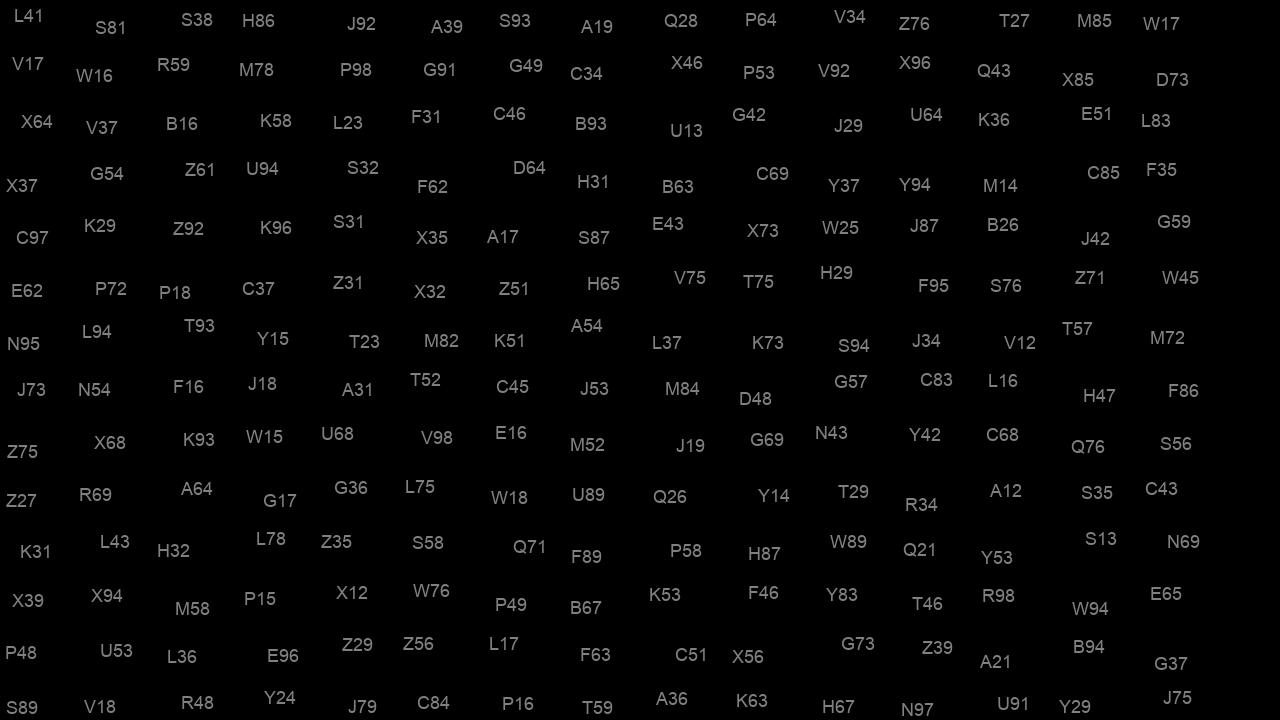 L41 S81 S38 H86 J92 A39 S93 A19 Q28 P64 V34 Z76 T27 M85 W17
V17 W16 R59 M78 P98 G91 G49 C34 X46 P53 V92 X96 Q43 X85 D73
X64 V37 B16 K58 L23 F31 C46 B93 U13 G42 J29 U64 K36 E51 L83
X37 G54 Z61 U94 S32 F62 D64 H31 B63 C69 Y37 Y94 M14 C85 F35
C97 K29 Z92 K96 S31 X35 A17 S87 E43 X73 W25 J87 B26 J42 G59
E62 P72 P18 C37 Z31 X32 Z51 H65 V75 T75 H29 F95 S76 Z71 W45
N95 L94 T93 Y15 T23 M82 K51 A54 L37 K73 S94 J34 V12 T57 M72
J73 N54 F16 J18 A31 T52 C45 J53 M84 D48 G57 C83 L16 H47 F86
Z75 X68 K93 W15 U68 V98 E16 M52 J19 G69 N43 Y42 C68 Q76 S56
Z27 R69 A64 G17 G36 L75 W18 U89 Q26 Y14 T29 R34 A12 S35 C43
K31 L43 H32 L78 Z35 S58 Q71 F89 P58 H87 W89 Q21 Y53 S13 N69
X39 X94 M58 P15 X12 W76 P49 B67 K53 F46 Y83 T46 R98 W94 E65
P48 U53 L36 E96 Z29 Z56 L17 F63 C51 X56 G73 Z39 A21 B94 G37
S89 V18 R48 Y24 J79 C84 P16 T59 A36 K63 H67 N97 U91 Y29 J75